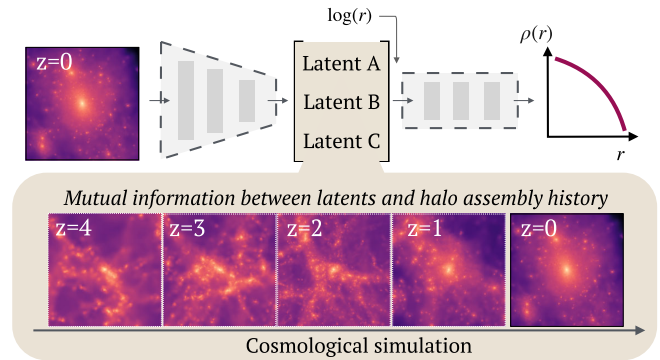 log(r)
z=0
Latent A
Latent B
Latent C
ρ(r)
r
Mutual information between latents and halo assembly history
z=4 z=3 z=2 z=1 z=0
Cosmological simulation